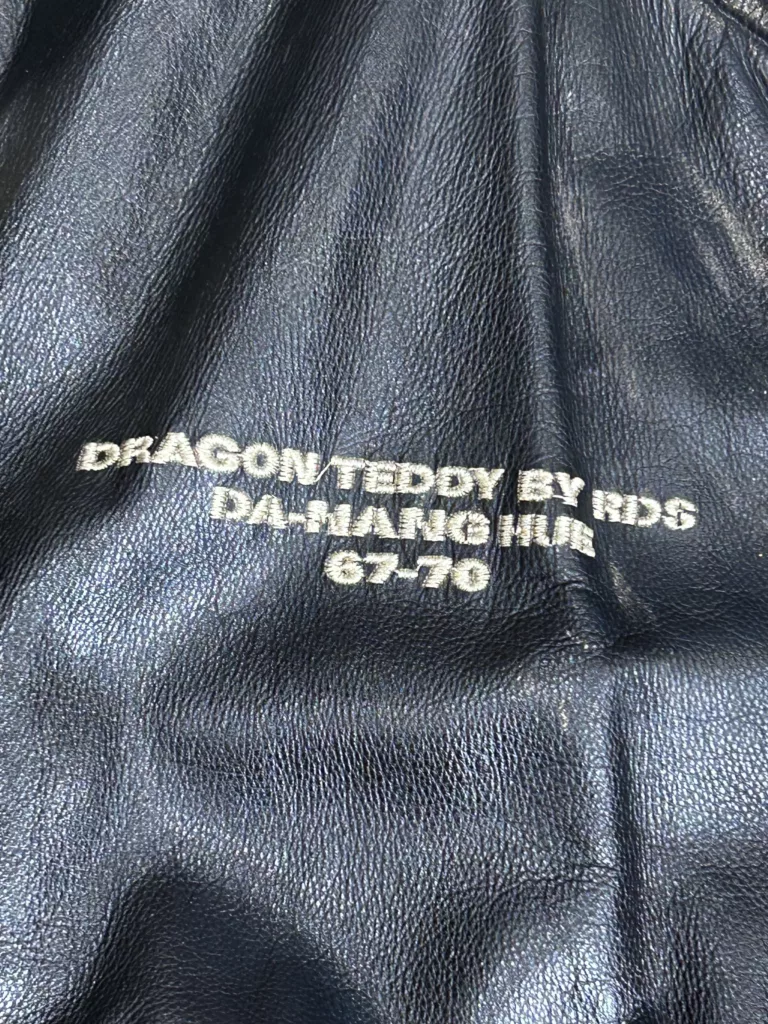 DRAGON/TEDDY BY RDS
DA-NANG HUE
67-70